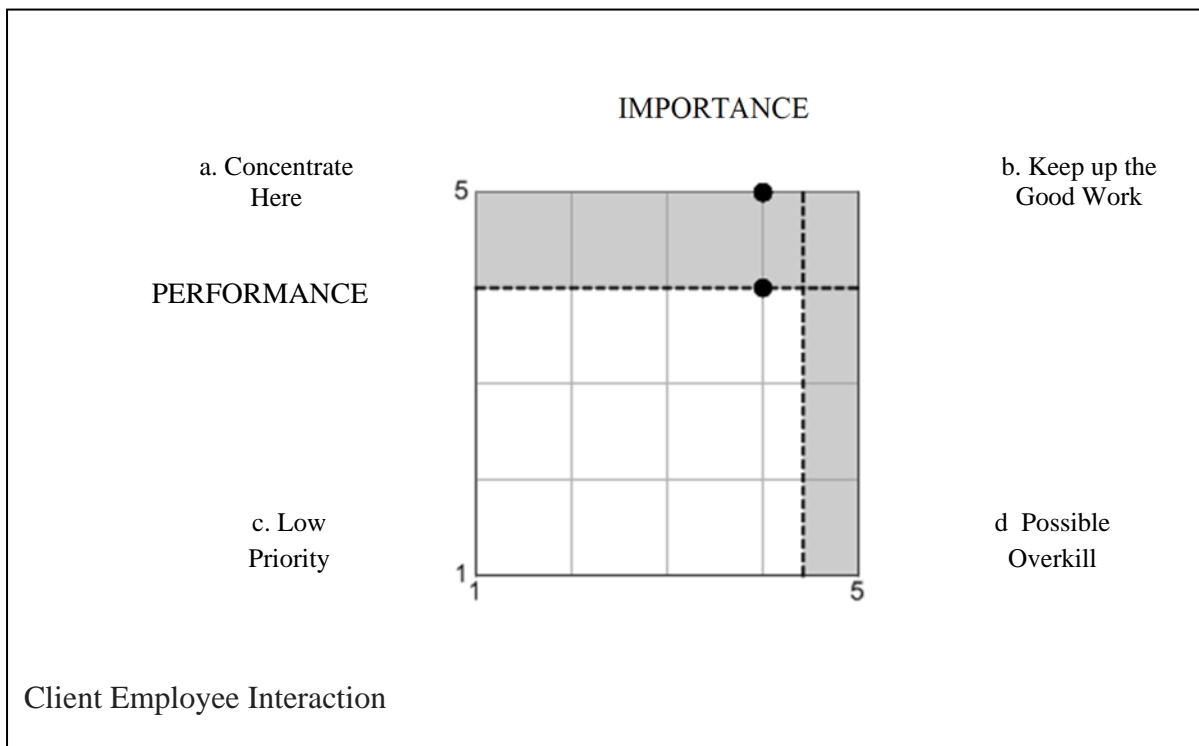 IMPORTANCE
a. Concentrate
Here
b. Keep up the
Good Work
5
PERFORMANCE
c. Low
Priority
d Possible
Overkill
1
1
5
Client Employee Interaction